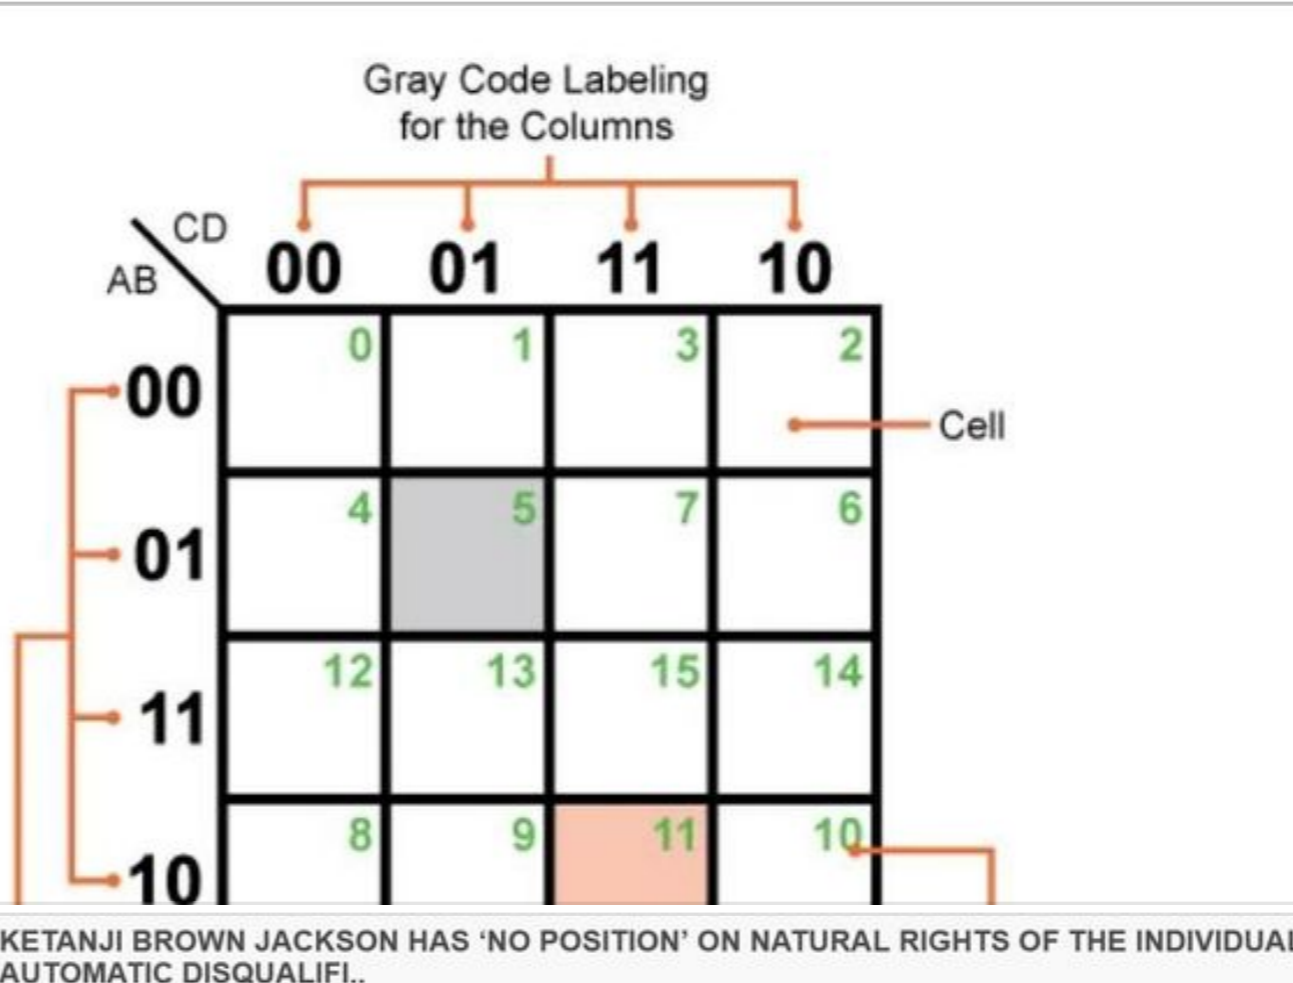 Gray Code Labeling
for the Columns
CD
AB
00 01 11 10
00
0 1 3 2
Cell
01
4 5 7 6
11
12 13 15 14
10
8 9 11 10
KETANJI BROWN JACKSON HAS ‘NO POSITION’ ON NATURAL RIGHTS OF THE INDIVIDUAL
AUTOMATIC DISQUALIFI..